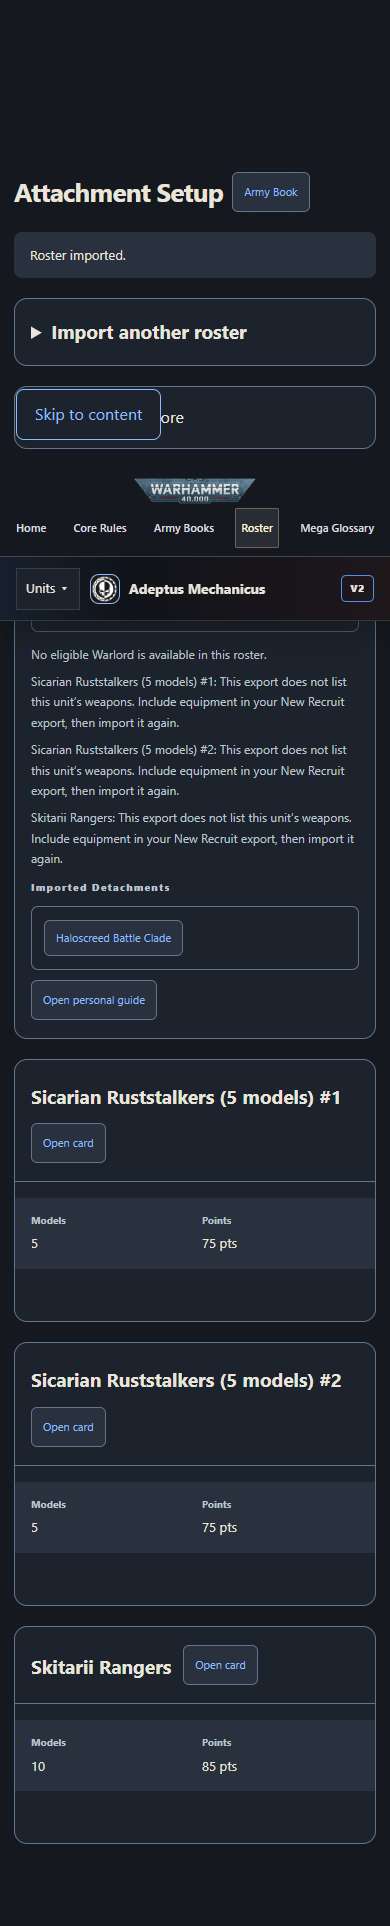 Attachment Setup
Army Book
Roster imported.
Import another roster
Skip to content
ore
WARHAMMER
40,000
Home
Core Rules
Army Books
Roster
Mega Glossary
Units
Adeptus Mechanicus
V2
No eligible Warlord is available in this roster.
Sicarian Ruststalkers (5 models) #1: This export does not list
this unit's weapons. Include equipment in your New Recruit
export, then import it again.
Sicarian Ruststalkers (5 models) #2: This export does not list
this unit's weapons. Include equipment in your New Recruit
export, then import it again.
Skitarii Rangers: This export does not list this unit's weapons.
Include equipment in your New Recruit export, then import it
again.
Imported Detachments
Haloscreed Battle Clade
Open personal guide
Sicarian Ruststalkers (5 models) #1
Open card
Models
Points
5
75 pts
Sicarian Ruststalkers (5 models) #2
Open card
Models
Points
5
75 pts
Skitarii Rangers
Open card
Models
Points
10
85 pts